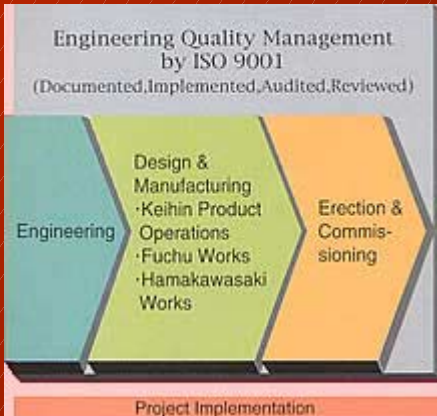 Engineering Quality Management
by ISO 9001
(Documented,Implemented,Audited,Reviewed)
Engineering
Design &
Manufacturing
·Keihin Product
Operations
·Fuchu Works
·Hamakawasaki
Works
Erection &
Commis-
sioning
Project Implementation